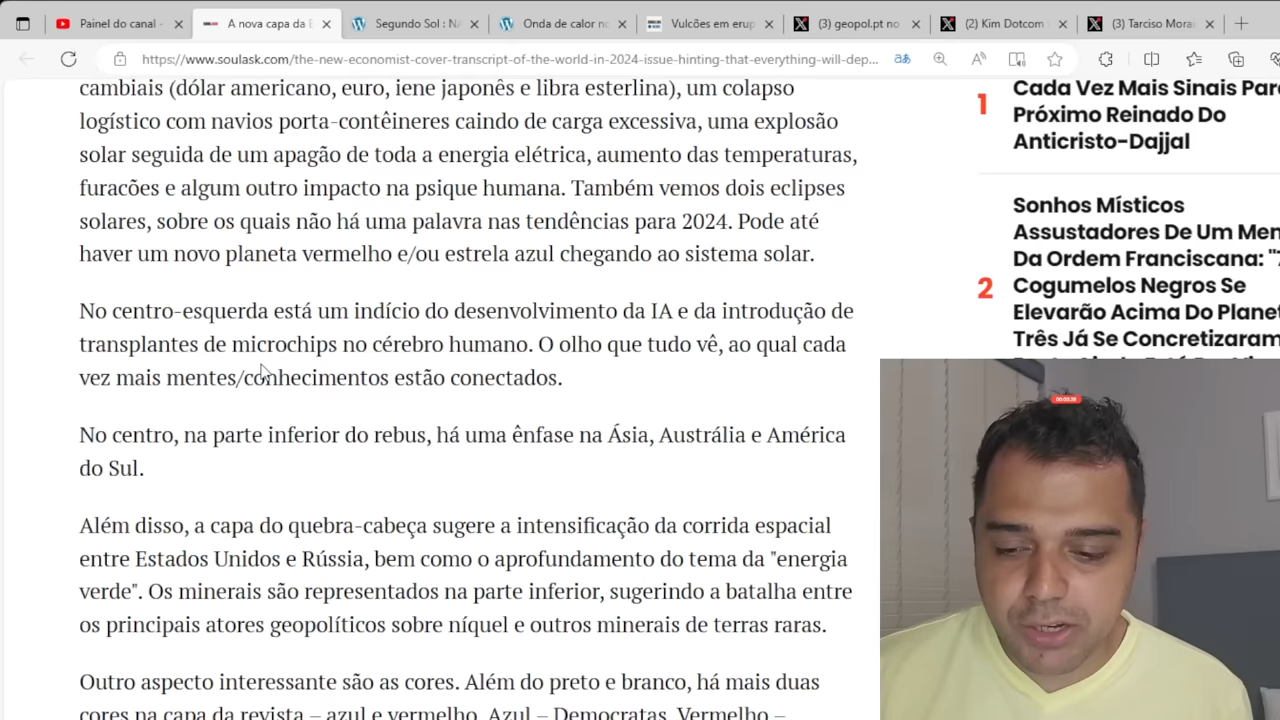 Painel do canal -
A nova capa da E
Segundo Sol : NA
Onda de calor no
Vulcões em erup
(3) geopol.pt no
(2) Kim Dotcom
(3) Tarciso Mora
https://www.soulask.com/the-new-economist-cover-transcript-of-the-world-in-2024-issue-hinting-that-everything-will-dep...
cambiais (dólar americano, euro, iene japonês e libra esterlina), um colapso
logístico com navios porta-contêineres caindo de carga excessiva, uma explosão
solar seguida de um apagão de toda a energia elétrica, aumento das temperaturas,
furacões e algum outro impacto na psique humana. Também vemos dois eclipses
solares, sobre os quais não há uma palavra nas tendências para 2024. Pode até
haver um novo planeta vermelho e/ou estrela azul chegando ao sistema solar.
No centro-esquerda está um indício do desenvolvimento da IA e da introdução de
transplantes de microchips no cérebro humano. O olho que tudo vê, ao qual cada
vez mais mentes/conhecimentos estão conectados.
No centro, na parte inferior do rebus, há uma ênfase na Ásia, Austrália e América
do Sul.
Além disso, a capa do quebra-cabeça sugere a intensificação da corrida espacial
entre Estados Unidos e Rússia, bem como o aprofundamento do tema da "energia
verde". Os minerais são representados na parte inferior, sugerindo a batalha entre
os principais atores geopolíticos sobre níquel e outros minerais de terras raras.
Outro aspecto interessante são as cores. Além do preto e branco, há mais duas
cores na capa da revista – azul e vermelho. Azul – Democratas, Vermelho –
1
Cada Vez Mais Sinais Para
Próximo Reinado Do
Anticristo-Dajjal
2
Sonhos Místicos
Assustadores De Um Mem
Da Ordem Franciscana: "7
Cogumelos Negros Se
Elevarão Acima Do Planet
Três Já Se Concretizaram